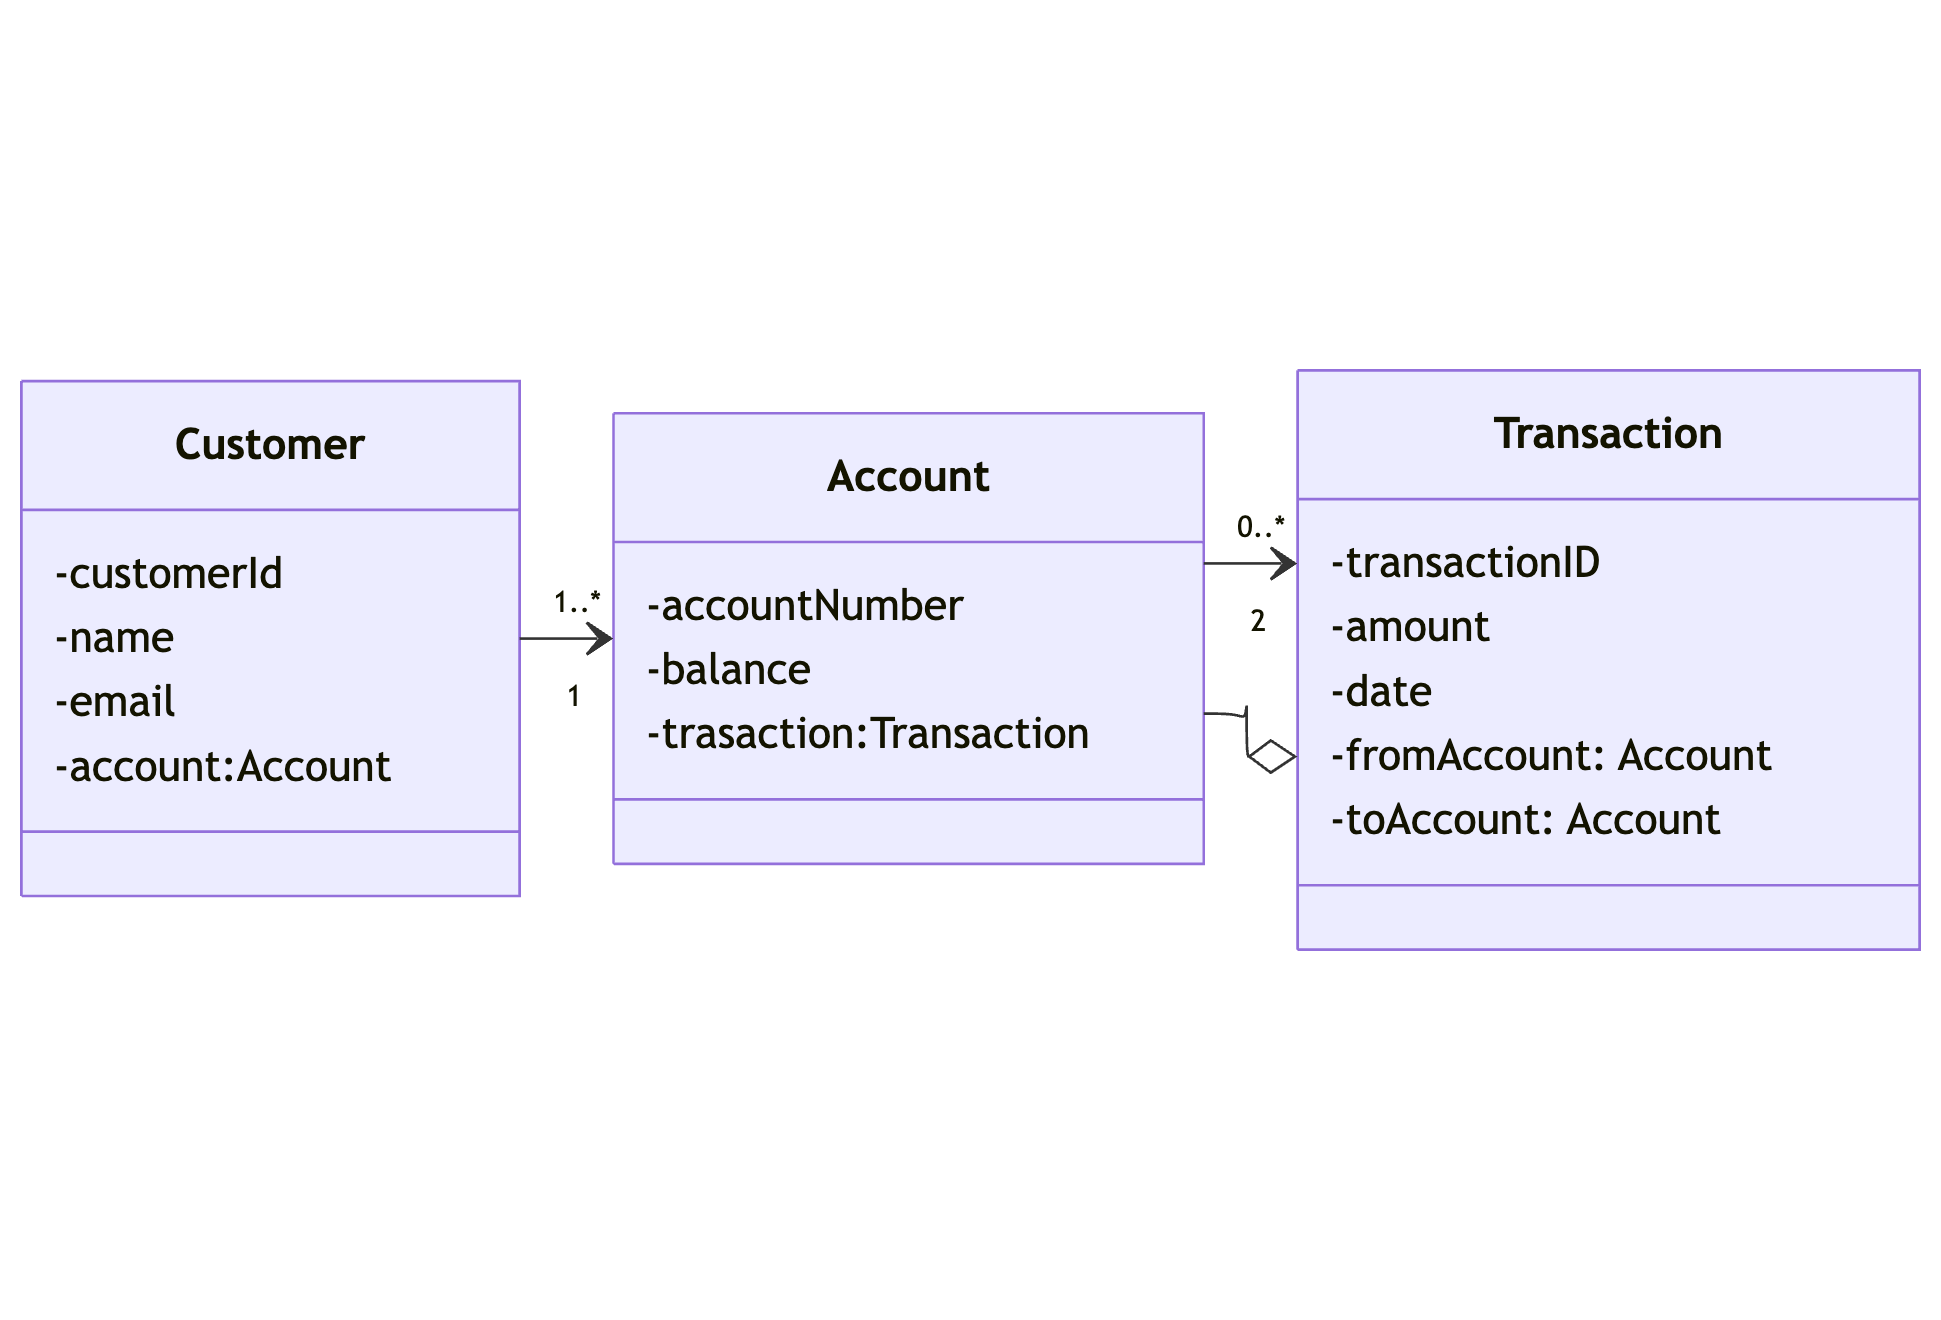 Customer
-customerId
-name
-email
-account:Account
1..*
1
Account
-accountNumber
-balance
-trasaction:Transaction
0..*
2
Transaction
-transactionID
-amount
-date
-fromAccount: Account
-toAccount: Account